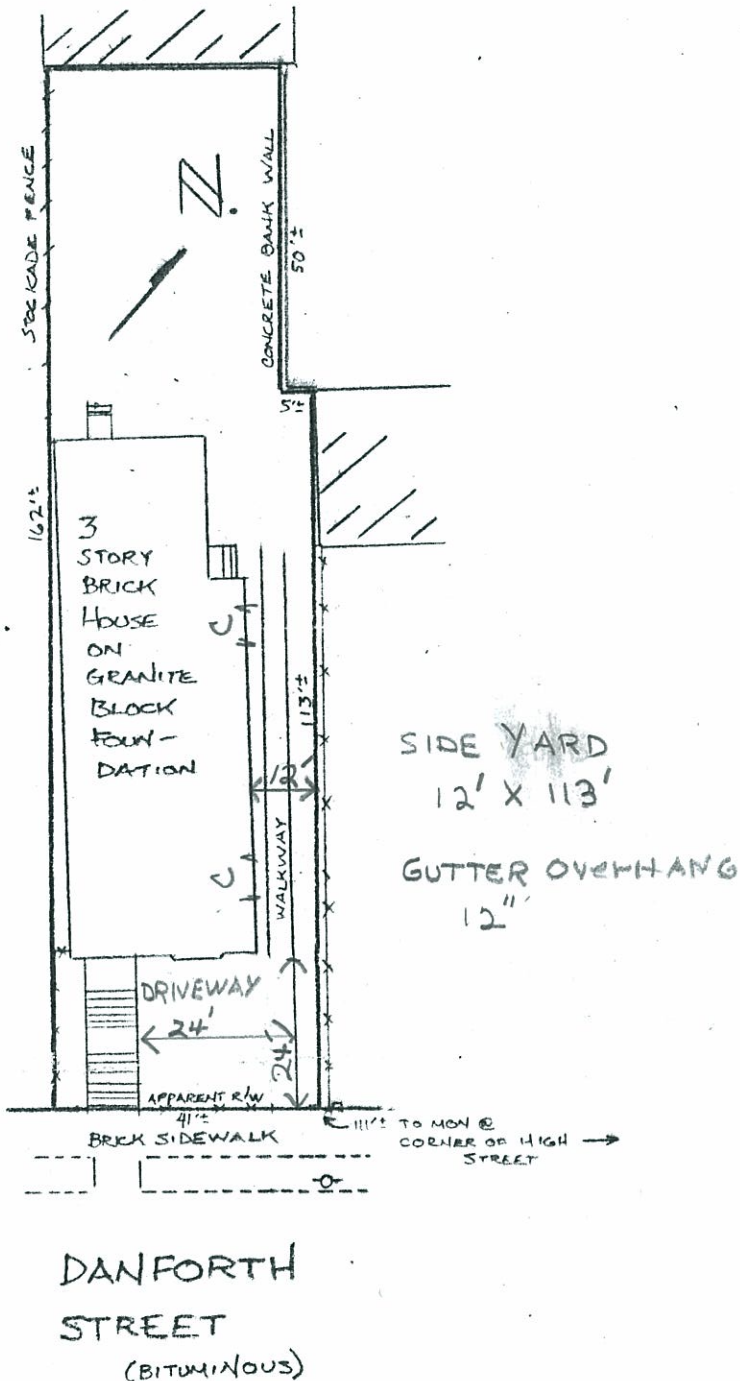 N.
STOCKADE FENCE
CONCRETE BANK WALL
50'±
5'±
162'±
3
STORY
BRICK
HOUSE
ON
GRANITE
BLOCK
FOUN-
DATION
C
113'±
12'
SIDE YARD
12' X 113'
WALKWAY
C
GUTTER OVERHANG
12"
DRIVEWAY
24'
24'
APPARENT R/W
41'±
BRICK SIDEWALK
111'± TO MON @
CORNER OF HIGH
STREET
DANFORTH
STREET
(BITUMINOUS)